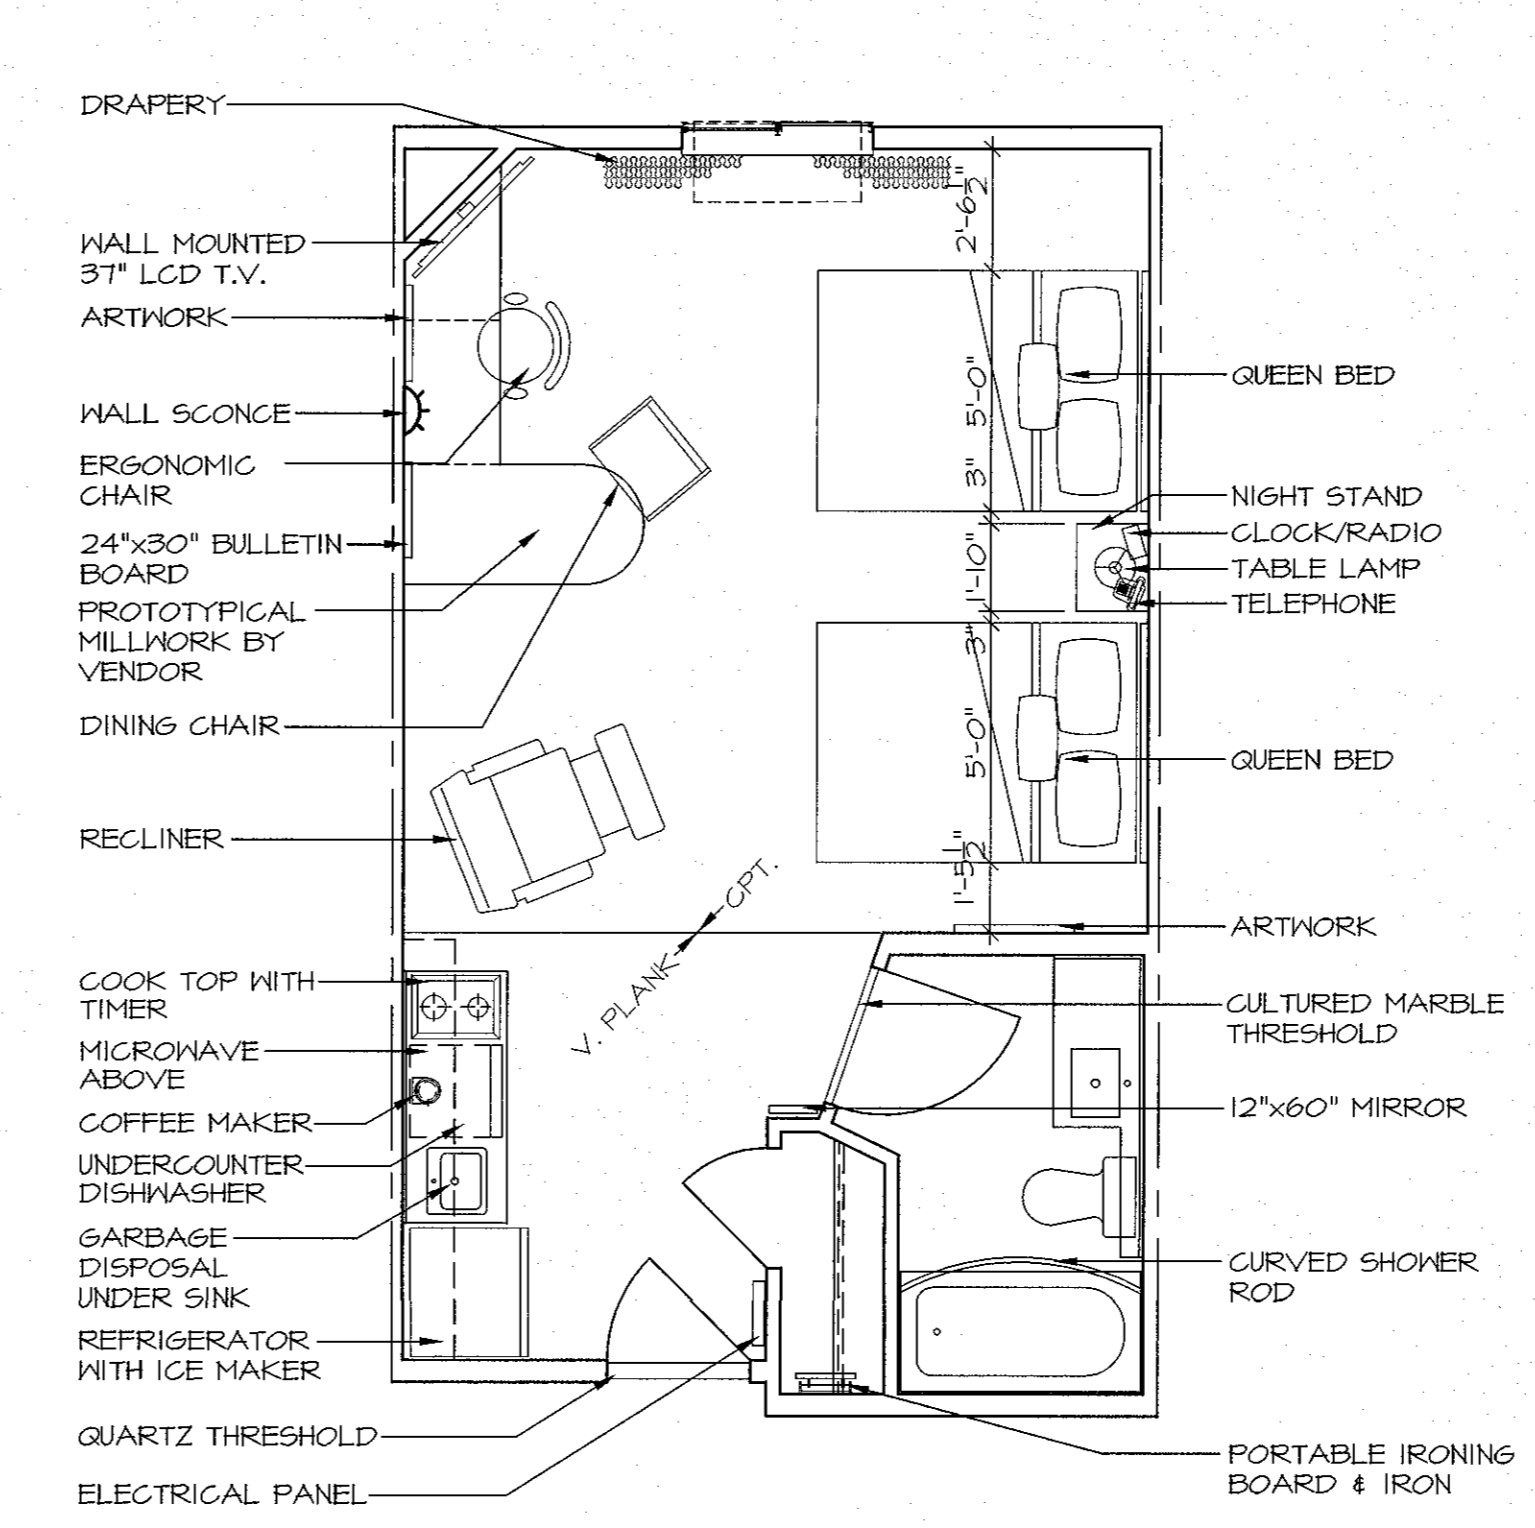 DRAPERY
WALL MOUNTED
37" LCD T.V.
ARTWORK
WALL SCONCE
ERGONOMIC
CHAIR
24"x30" BULLETIN
BOARD
PROTOTYPICAL
MILLWORK BY
VENDOR
DINING CHAIR
RECLINER
COOK TOP WITH
TIMER
MICROWAVE
ABOVE
COFFEE MAKER
UNDERCOUNTER
DISHWASHER
GARBAGE
DISPOSAL
UNDER SINK
REFRIGERATOR
WITH ICE MAKER
QUARTZ THRESHOLD
ELECTRICAL PANEL
2'-6 1/2"
5'-0"
3"
1'-10"
3"
5'-0"
1'-5 1/2"
CPT.
V. PLANK
QUEEN BED
NIGHT STAND
CLOCK/RADIO
TABLE LAMP
TELEPHONE
QUEEN BED
ARTWORK
CULTURED MARBLE
THRESHOLD
12"x60" MIRROR
CURVED SHOWER
ROD
PORTABLE IRONING
BOARD & IRON